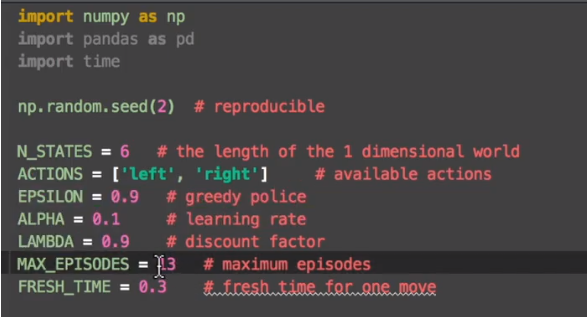 import numpy as np
import pandas as pd
import time
np.random.seed(2)  # reproducible
N_STATES = 6   # the length of the 1 dimensional world
ACTIONS = ['left', 'right']     # available actions
EPSILON = 0.9   # greedy police
ALPHA = 0.1     # learning rate
LAMBDA = 0.9    # discount factor
MAX_EPISODES = 13   # maximum episodes
FRESH_TIME = 0.3    # fresh time for one move